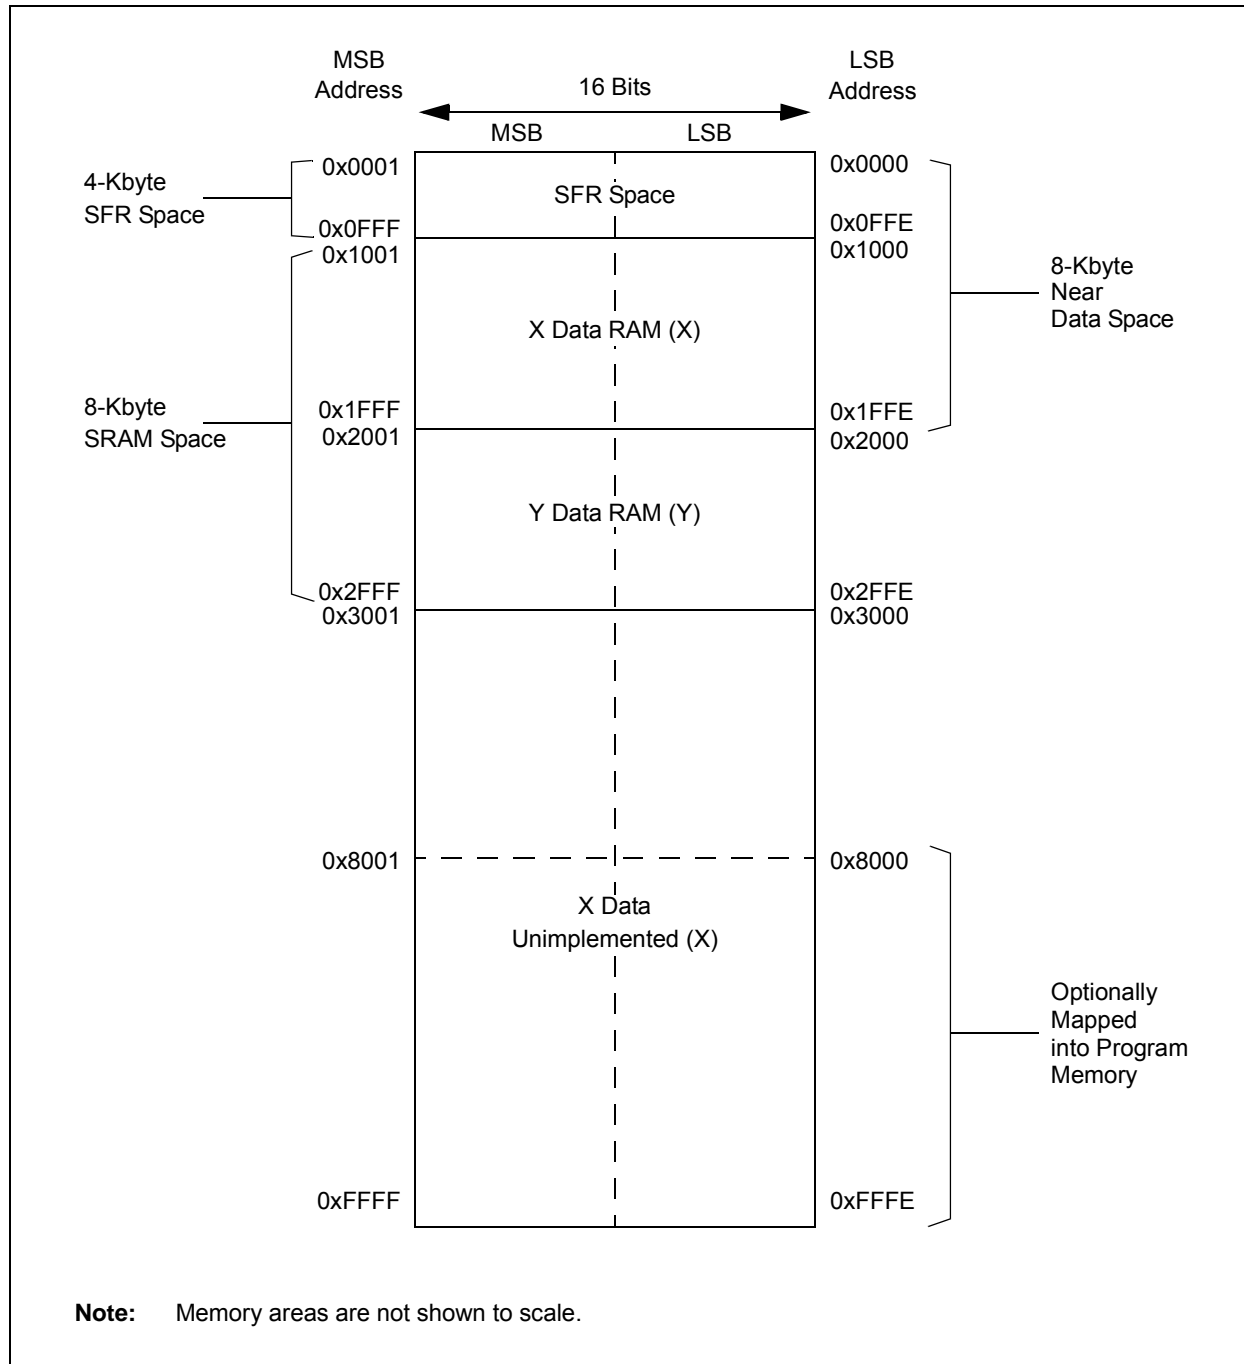 MSB
Address
LSB
Address
16 Bits
MSB LSB
0x0001
0x0000
4-Kbyte
SFR Space
SFR Space
0x0FFF
0x1001
0x0FFE
0x1000
8-Kbyte
Near
Data Space
X Data RAM (X)
8-Kbyte
SRAM Space
0x1FFF
0x2001
0x1FFE
0x2000
Y Data RAM (Y)
0x2FFF
0x3001
0x2FFE
0x3000
0x8001
0x8000
X Data
Unimplemented (X)
Optionally
Mapped
into Program
Memory
0xFFFF
0xFFFE
Note: Memory areas are not shown to scale.